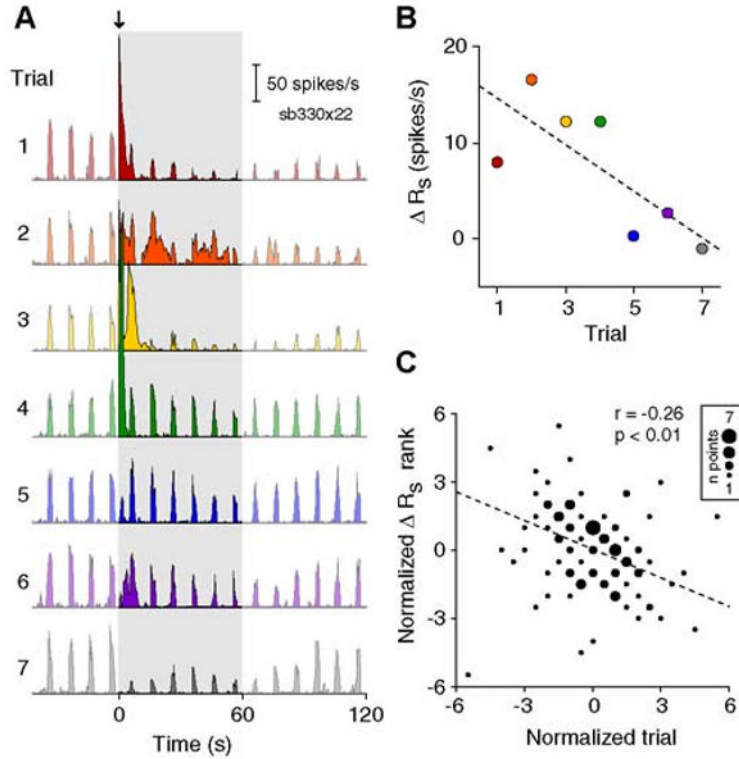 A
Trial
50 spikes/s
sb330x22
1
2
3
4
5
6
7
0
60
120
Time (s)
B
20
10
0
Δ RS (spikes/s)
1
3
5
7
Trial
C
r = -0.26
p < 0.01
7
n points
1
6
3
0
-3
-6
Normalized Δ RS rank
-6
-3
0
3
6
Normalized trial